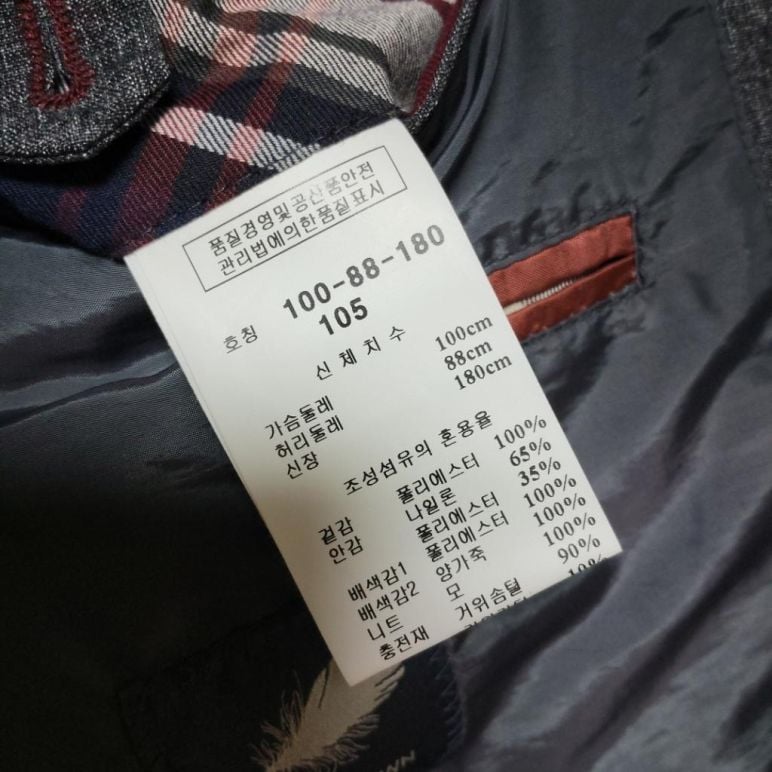 품질경영및공산품안전
관리법에의한품질표시
호칭 100-88-180
105
신 체 치 수
가슴둘레 100cm
허리둘레 88cm
신장 180cm
조성섬유의 혼용율
겉감 폴리에스터 100%
안감 나일론 65%
폴리에스터 35%
배색감1 폴리에스터 100%
배색감2 양가죽 100%
니트 모 100%
충전재 거위솜털 90%
10%